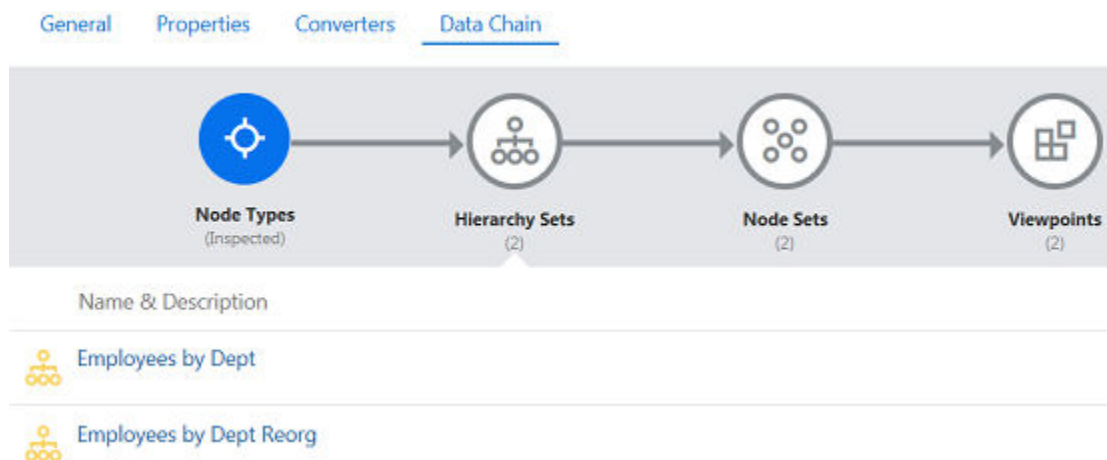 General Properties Converters Data Chain
Node Types Hierarchy Sets Node Sets Viewpoints
(Inspected) (2) (2) (2)
Name & Description
Employees by Dept
Employees by Dept Reorg